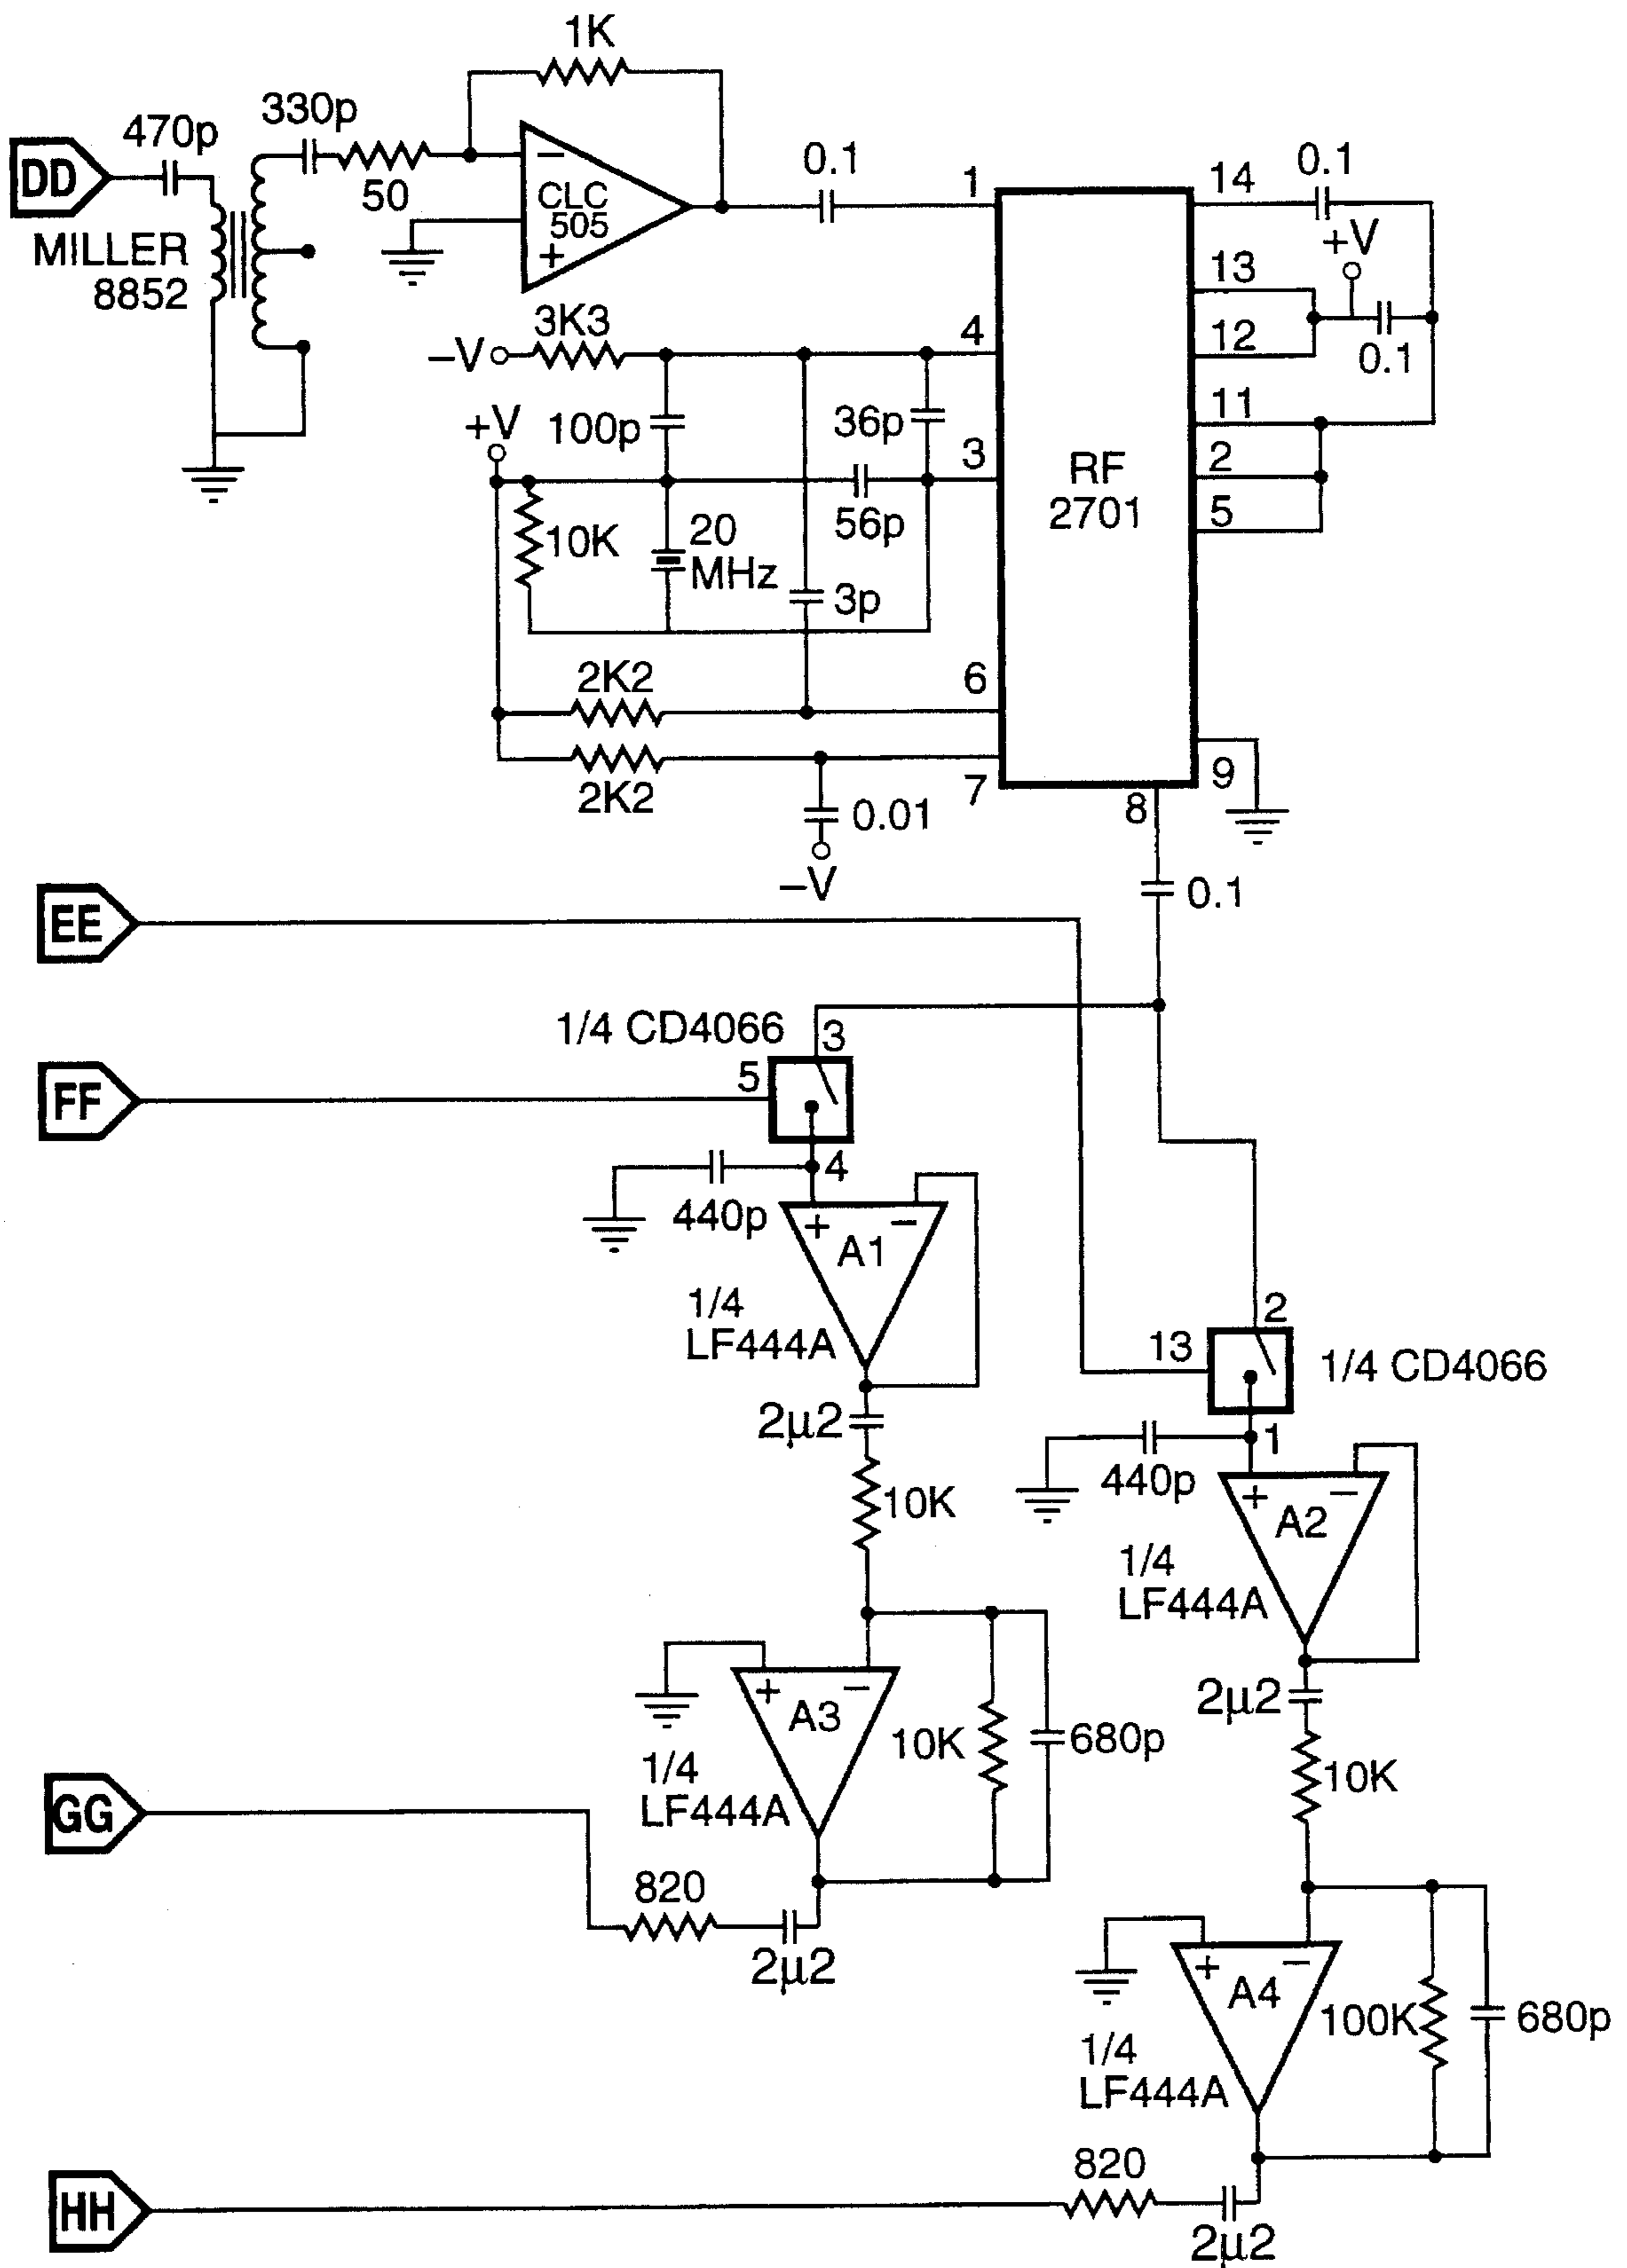 1K
330p
470p
DD
50
CLC
505
−
+
MILLER
8852
0.1
1
14
0.1
+V
13
12
0.1
3K3
−V
4
+V
100p
36p
3
11
2
5
RF
2701
10K
20
MHz
56p
3p
2K2
6
2K2
7
9
8
0.01
−V
0.1
EE
1/4 CD4066
3
5
FF
4
440p
+
−
A1
1/4
LF444A
2
13
1/4 CD4066
2µ2
1
10K
440p
+
−
A2
1/4
LF444A
+
−
A3
10K
680p
2µ2
1/4
LF444A
10K
GG
820
2µ2
+
−
A4
100K
680p
1/4
LF444A
820
HH
2µ2